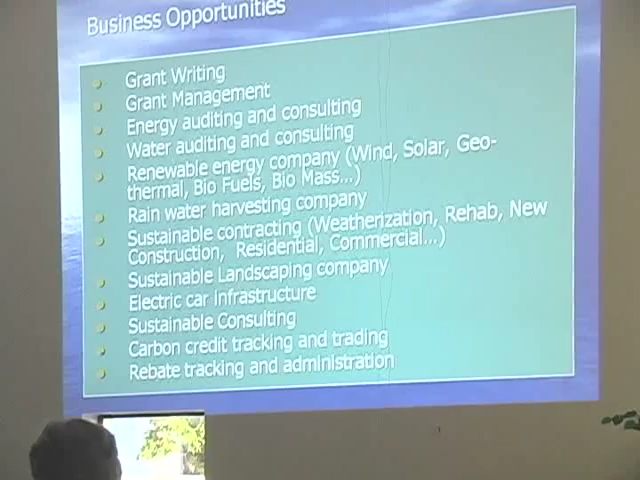 Business Opportunities
Grant Writing
Grant Management
Energy auditing and consulting
Water auditing and consulting
Renewable energy company (Wind, Solar, Geo-
thermal, Bio Fuels, Bio Mass...)
Rain water harvesting company
Sustainable contracting (Weatherization, Rehab, New
Construction, Residential, Commercial...)
Sustainable Landscaping company
Electric car infrastructure
Sustainable Consulting
Carbon credit tracking and trading
Rebate tracking and administration